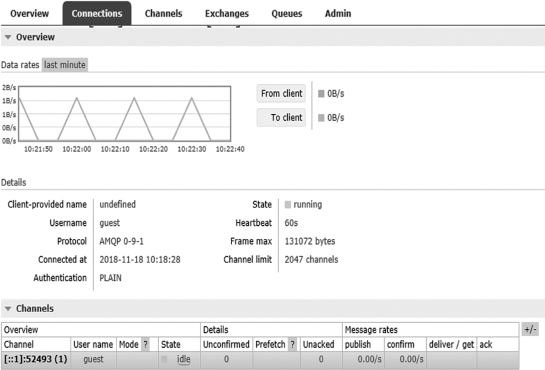 Overview Connections Channels Exchanges Queues Admin
Overview
Data rates last minute
2B/s
1B/s
1B/s
0B/s
0B/s
10:21:50 10:22:00 10:22:10 10:22:20 10:22:30 10:22:40
From client 0B/s
To client 0B/s
Details
Client-provided name undefined State running
Username guest Heartbeat 60s
Protocol AMQP 0-9-1 Frame max 131072 bytes
Connected at 2018-11-18 10:18:28 Channel limit 2047 channels
Authentication PLAIN
Channels
Overview Details Message rates +/-
Channel User name Mode ? State Unconfirmed Prefetch ? Unacked publish confirm deliver / get ack
[::1]:52493 (1) guest idle 0 0 0.00/s 0.00/s